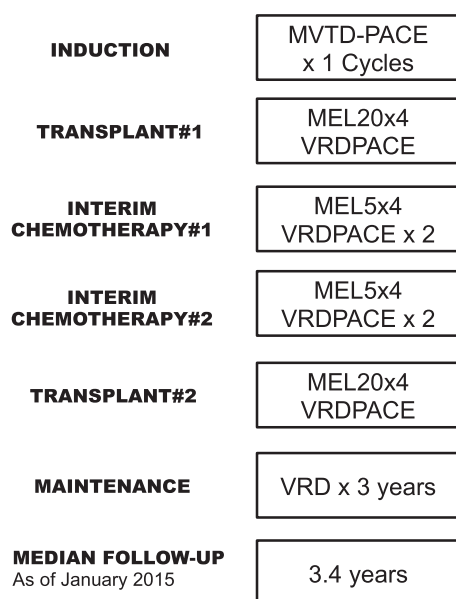 INDUCTION
MVTD-PACE
x 1 Cycles
TRANSPLANT#1
MEL20x4
VRDPACE
INTERIM
CHEMOTHERAPY#1
MEL5x4
VRDPACE x 2
INTERIM
CHEMOTHERAPY#2
MEL5x4
VRDPACE x 2
TRANSPLANT#2
MEL20x4
VRDPACE
MAINTENANCE
VRD x 3 years
MEDIAN FOLLOW-UP
As of January 2015
3.4 years